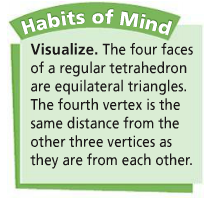 Habits of Mind
Visualize. The four faces
of a regular tetrahedron
are equilateral triangles.
The fourth vertex is the
same distance from the
other three vertices as
they are from each other.